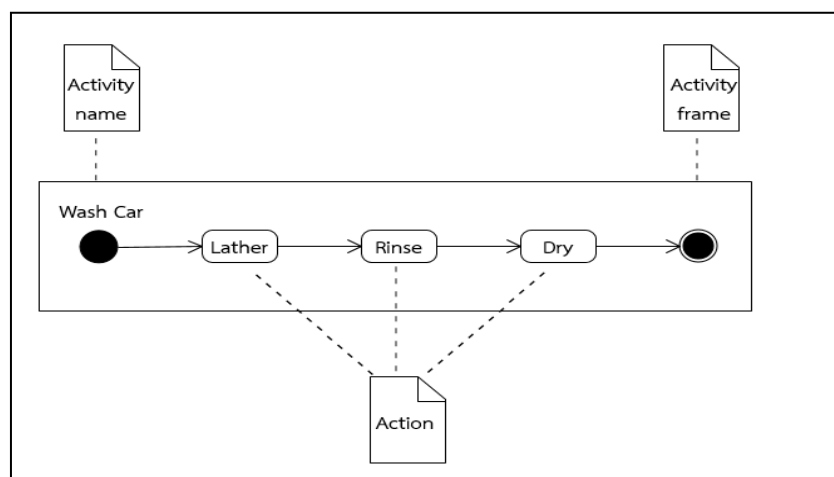 Activity
name
Activity
frame
Wash Car
Lather
Rinse
Dry
Action